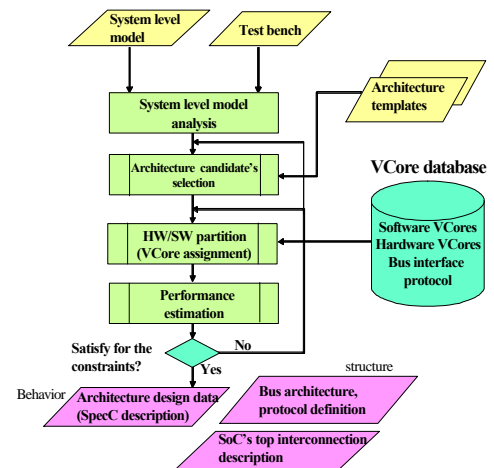 System level
model
Test bench
System level model
analysis
Architecture
templates
Architecture candidate's
selection
VCore database
Software VCores
Hardware VCores
Bus interface
protocol
HW/SW partition
(VCore assignment)
Performance
estimation
Satisfy for the
constraints?
No
Yes
structure
Behavior
Architecture design data
(SpecC description)
Bus architecture,
protocol definition
SoC's top interconnection
description